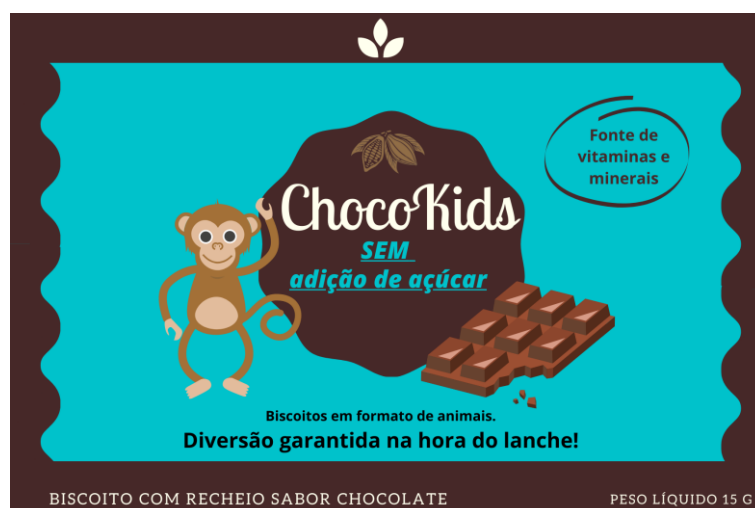 Fonte de
vitaminas e
minerais
ChocoKids
SEM
adição de açúcar
Biscoitos em formato de animais.
Diversão garantida na hora do lanche!
BISCOITO COM RECHEIO SABOR CHOCOLATE
PESO LÍQUIDO 15 G